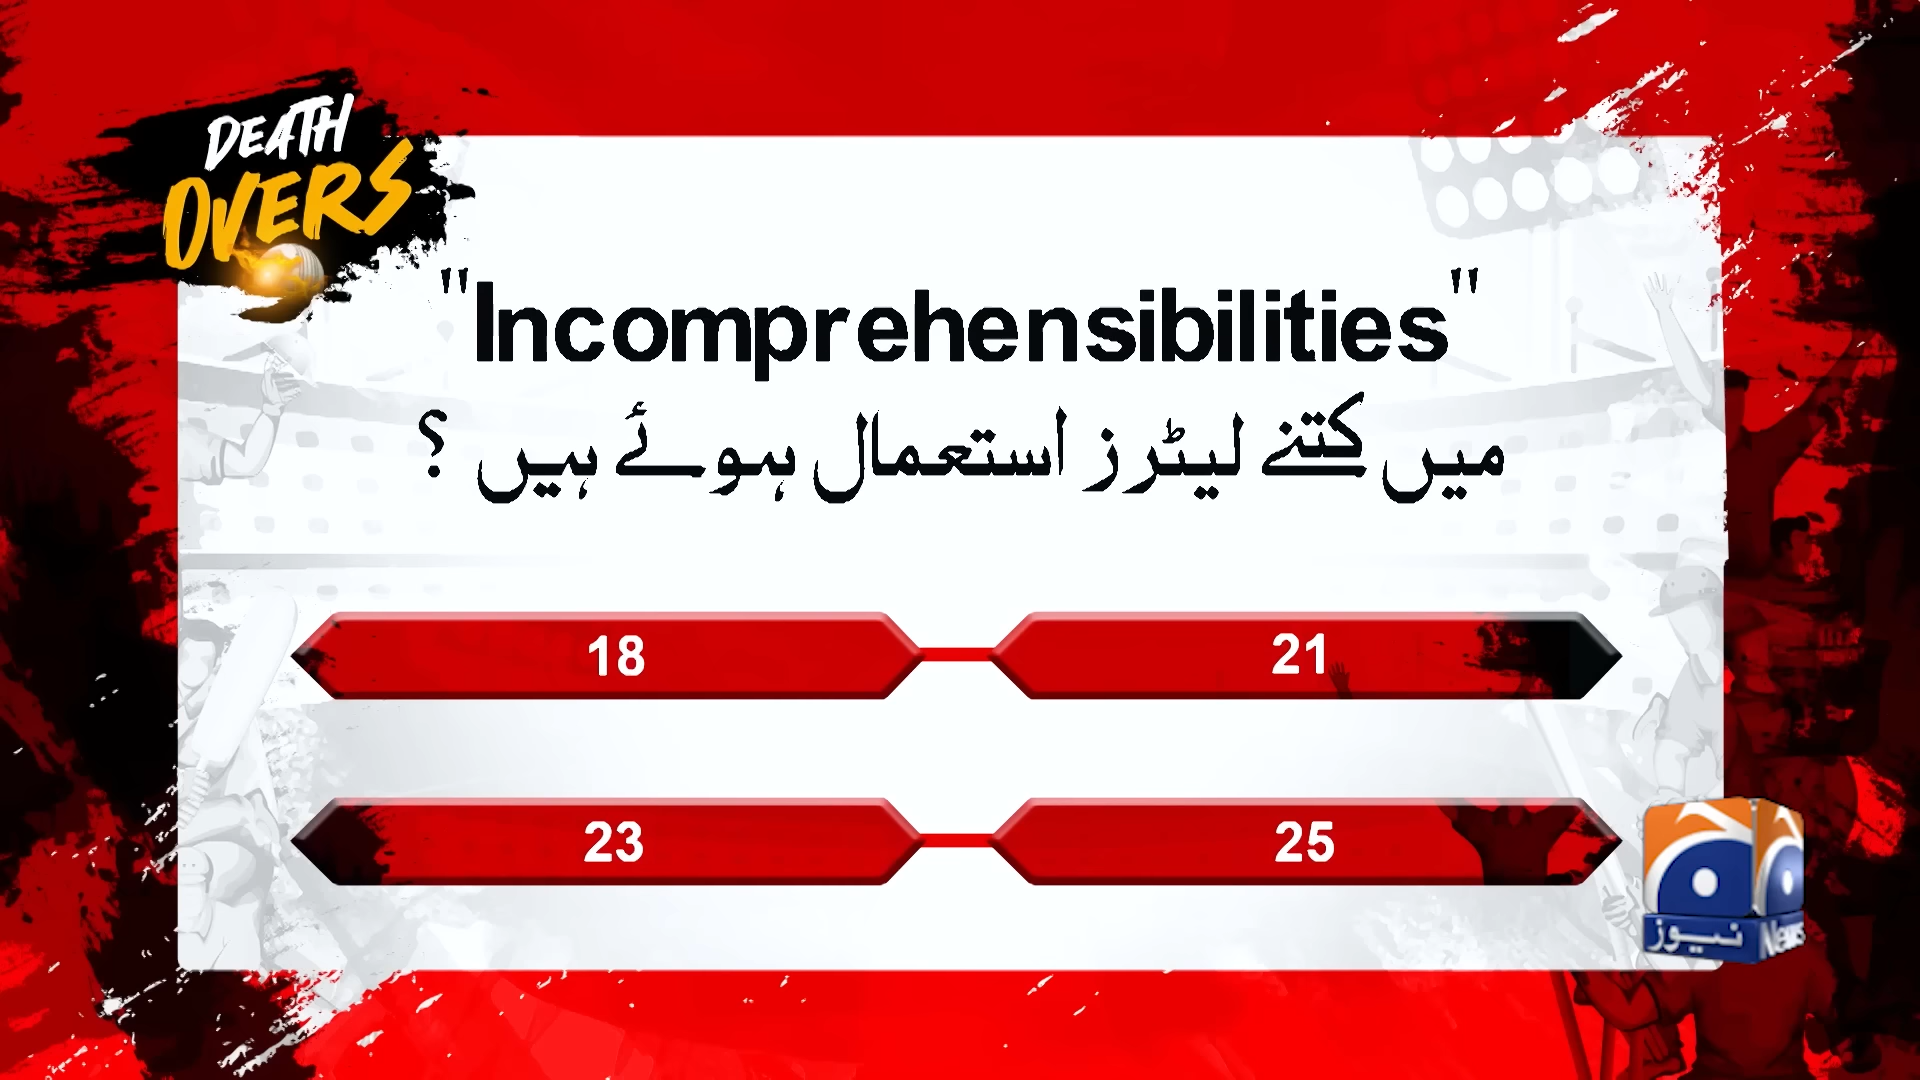 DEATH
OVERS
"Incomprehensibilities"
میں کتنے لیٹرز استعمال ہوئے ہیں ؟
18
21
23
25
نیوز News